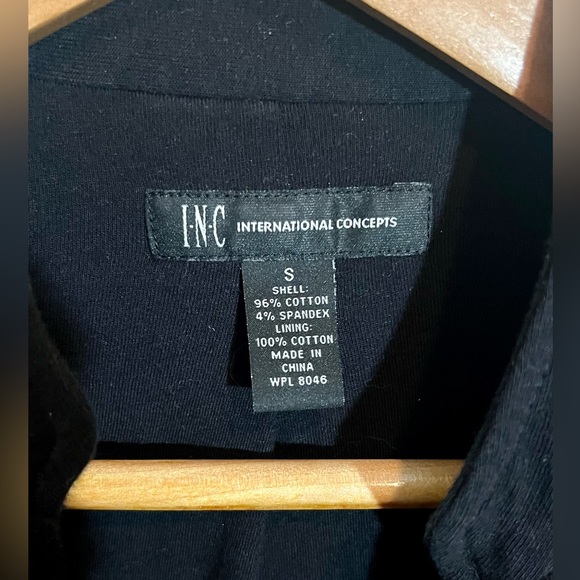 I·N·C INTERNATIONAL CONCEPTS
S
SHELL:
96% COTTON
4% SPANDEX
LINING:
100% COTTON
MADE IN
CHINA
WPL 8046